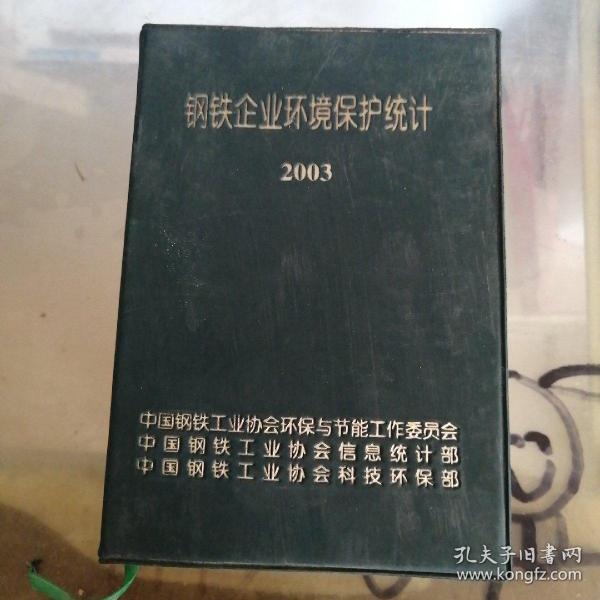 钢铁企业环境保护统计
2003
中国钢铁工业协会环保与节能工作委员会
中国钢铁工业协会信息统计部
中国钢铁工业协会科技环保部
孔夫子旧书网
www.kongfz.com